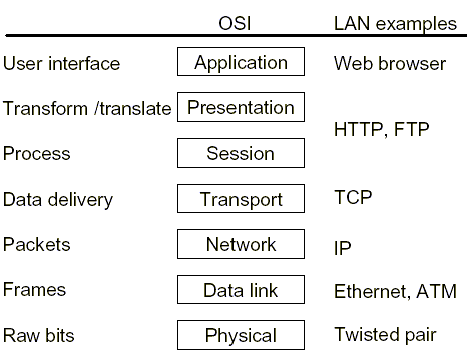 OSI LAN examples
User interface Application Web browser
Transform /translate Presentation
HTTP, FTP
Process Session
Data delivery Transport TCP
Packets Network IP
Frames Data link Ethernet, ATM
Raw bits Physical Twisted pair